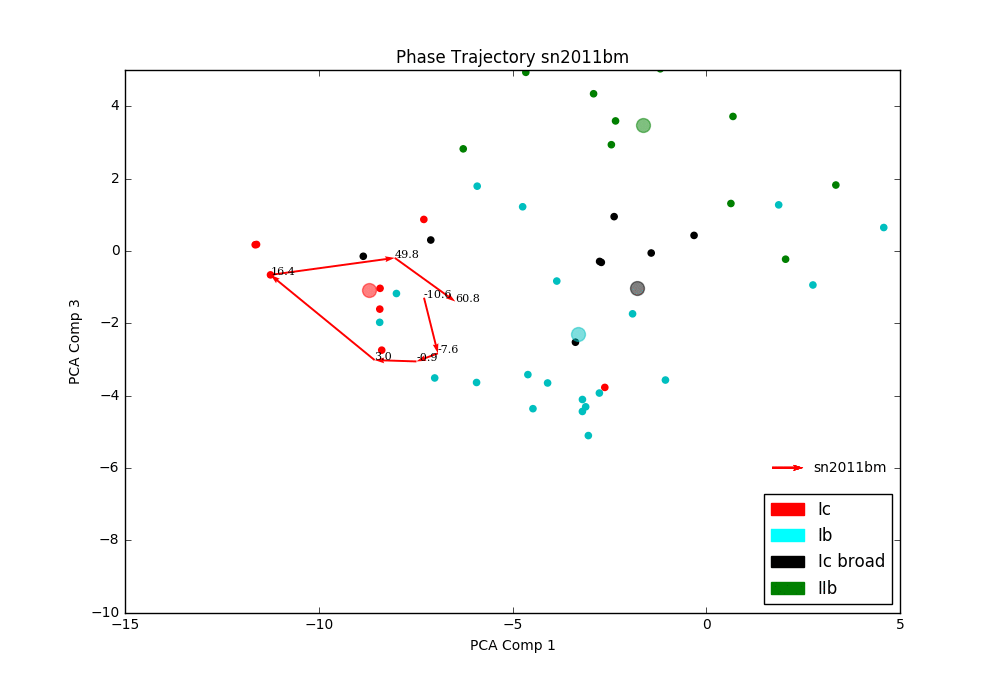 Phase Trajectory sn2011bm
4
2
0
−2
−4
−6
−8
−10
PCA Comp 3
49.8
16.4
-10.6
60.8
-7.6
-0.9
3.0
sn2011bm
Ic
Ib
Ic broad
IIb
−15
−10
−5
0
5
PCA Comp 1